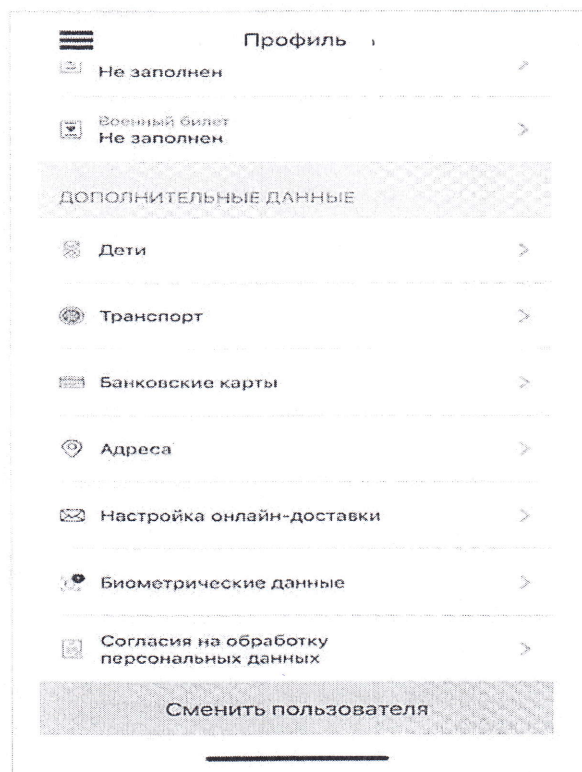 Профиль
Не заполнен
Военный билет
Не заполнен
ДОПОЛНИТЕЛЬНЫЕ ДАННЫЕ
Дети
Транспорт
Банковские карты
Адреса
Настройка онлайн-доставки
Биометрические данные
Согласия на обработку
персональных данных
Сменить пользователя